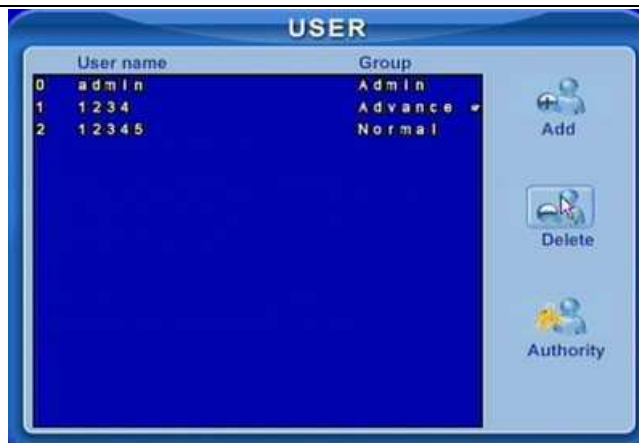 USER
User name Group
0 admin Admin
1 1234 Advance
2 12345 Normal
Add
Delete
Authority